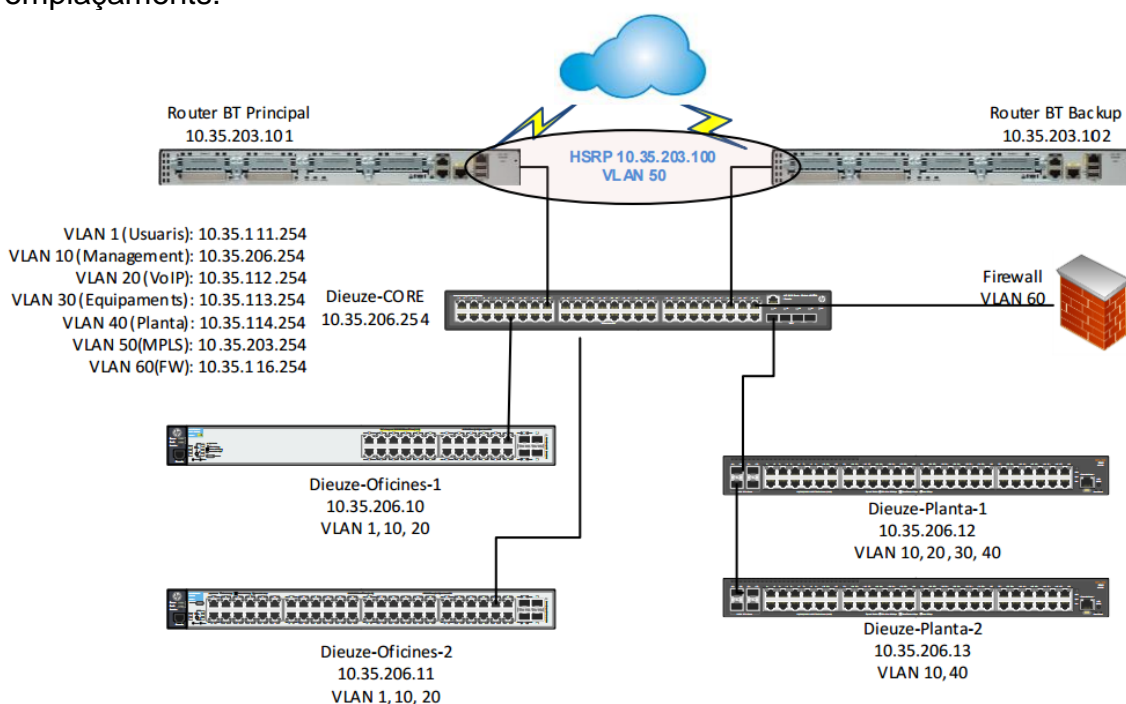 emplaçaments.
Router BT Principal
10.35.203.101
Router BT Backup
10.35.203.102
HSRP 10.35.203.100
VLAN 50
VLAN 1 (Usuaris): 10.35.111.254
VLAN 10 (Management): 10.35.206.254
VLAN 20 (VoIP): 10.35.112.254
VLAN 30 (Equipaments): 10.35.113.254
VLAN 40 (Planta): 10.35.114.254
VLAN 50(MPLS): 10.35.203.254
VLAN 60(FW): 10.35.116.254
Dieuze-CORE
10.35.206.254
Firewall
VLAN 60
Dieuze-Oficines-1
10.35.206.10
VLAN 1, 10, 20
Dieuze-Planta-1
10.35.206.12
VLAN 10, 20, 30, 40
Dieuze-Oficines-2
10.35.206.11
VLAN 1, 10, 20
Dieuze-Planta-2
10.35.206.13
VLAN 10, 40